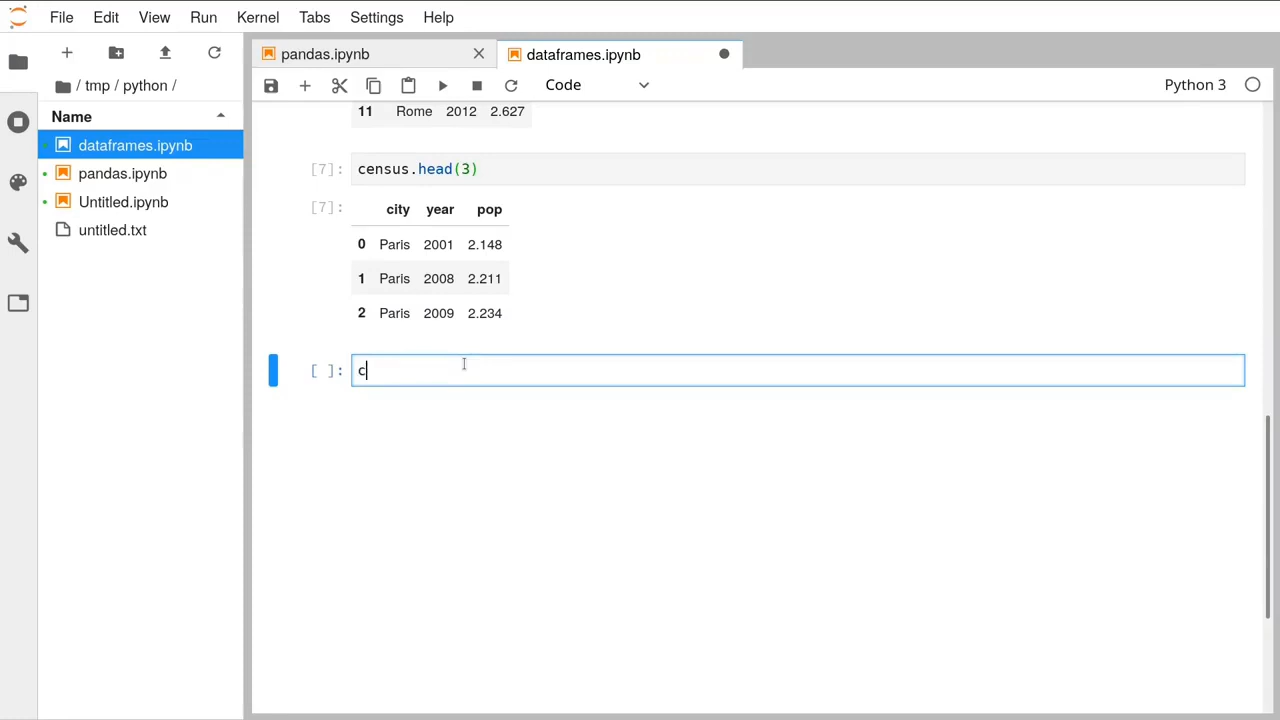 File Edit View Run Kernel Tabs Settings Help
pandas.ipynb
dataframes.ipynb
/ tmp / python /
Code
Python 3
Name
dataframes.ipynb
pandas.ipynb
Untitled.ipynb
untitled.txt
11 Rome 2012 2.627
[7]: census.head(3)
[7]: city year pop
0 Paris 2001 2.148
1 Paris 2008 2.211
2 Paris 2009 2.234
[ ]: c